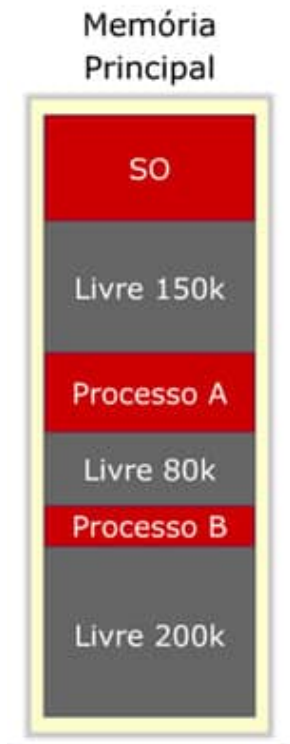 Memória
Principal
SO
Livre 150k
Processo A
Livre 80k
Processo B
Livre 200k